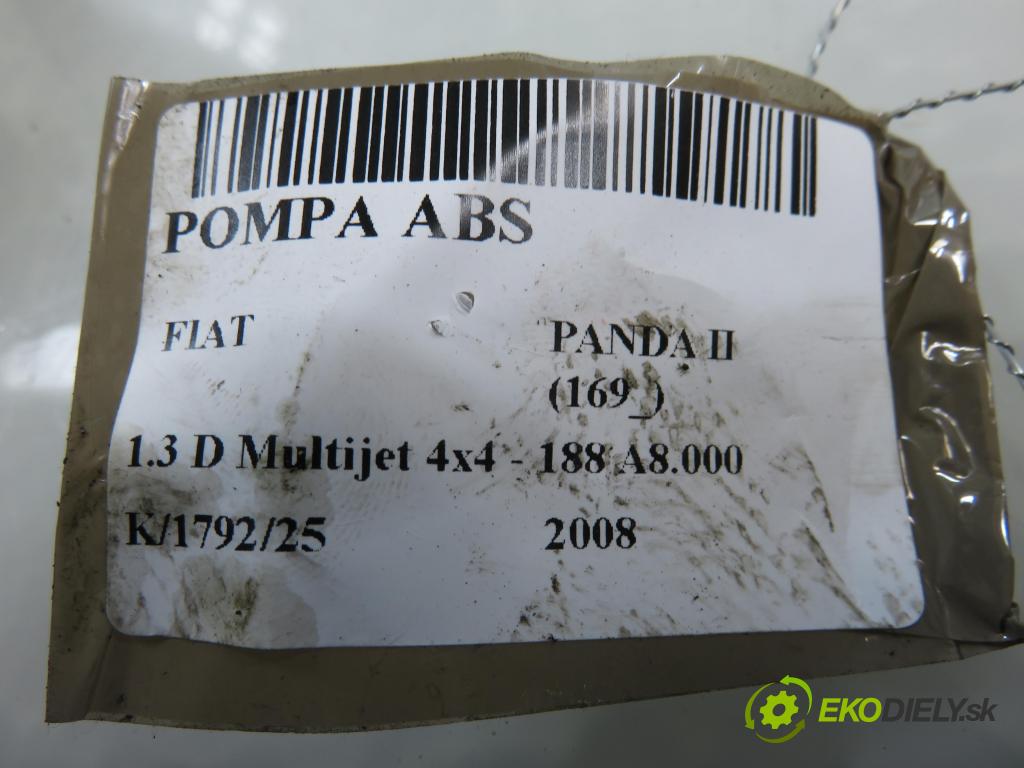 POMPA ABS
FIAT PANDA II
(169_)
1.3 D Multijet 4x4 - 188 A8.000
K/1792/25 2008
EKODIELY.sk